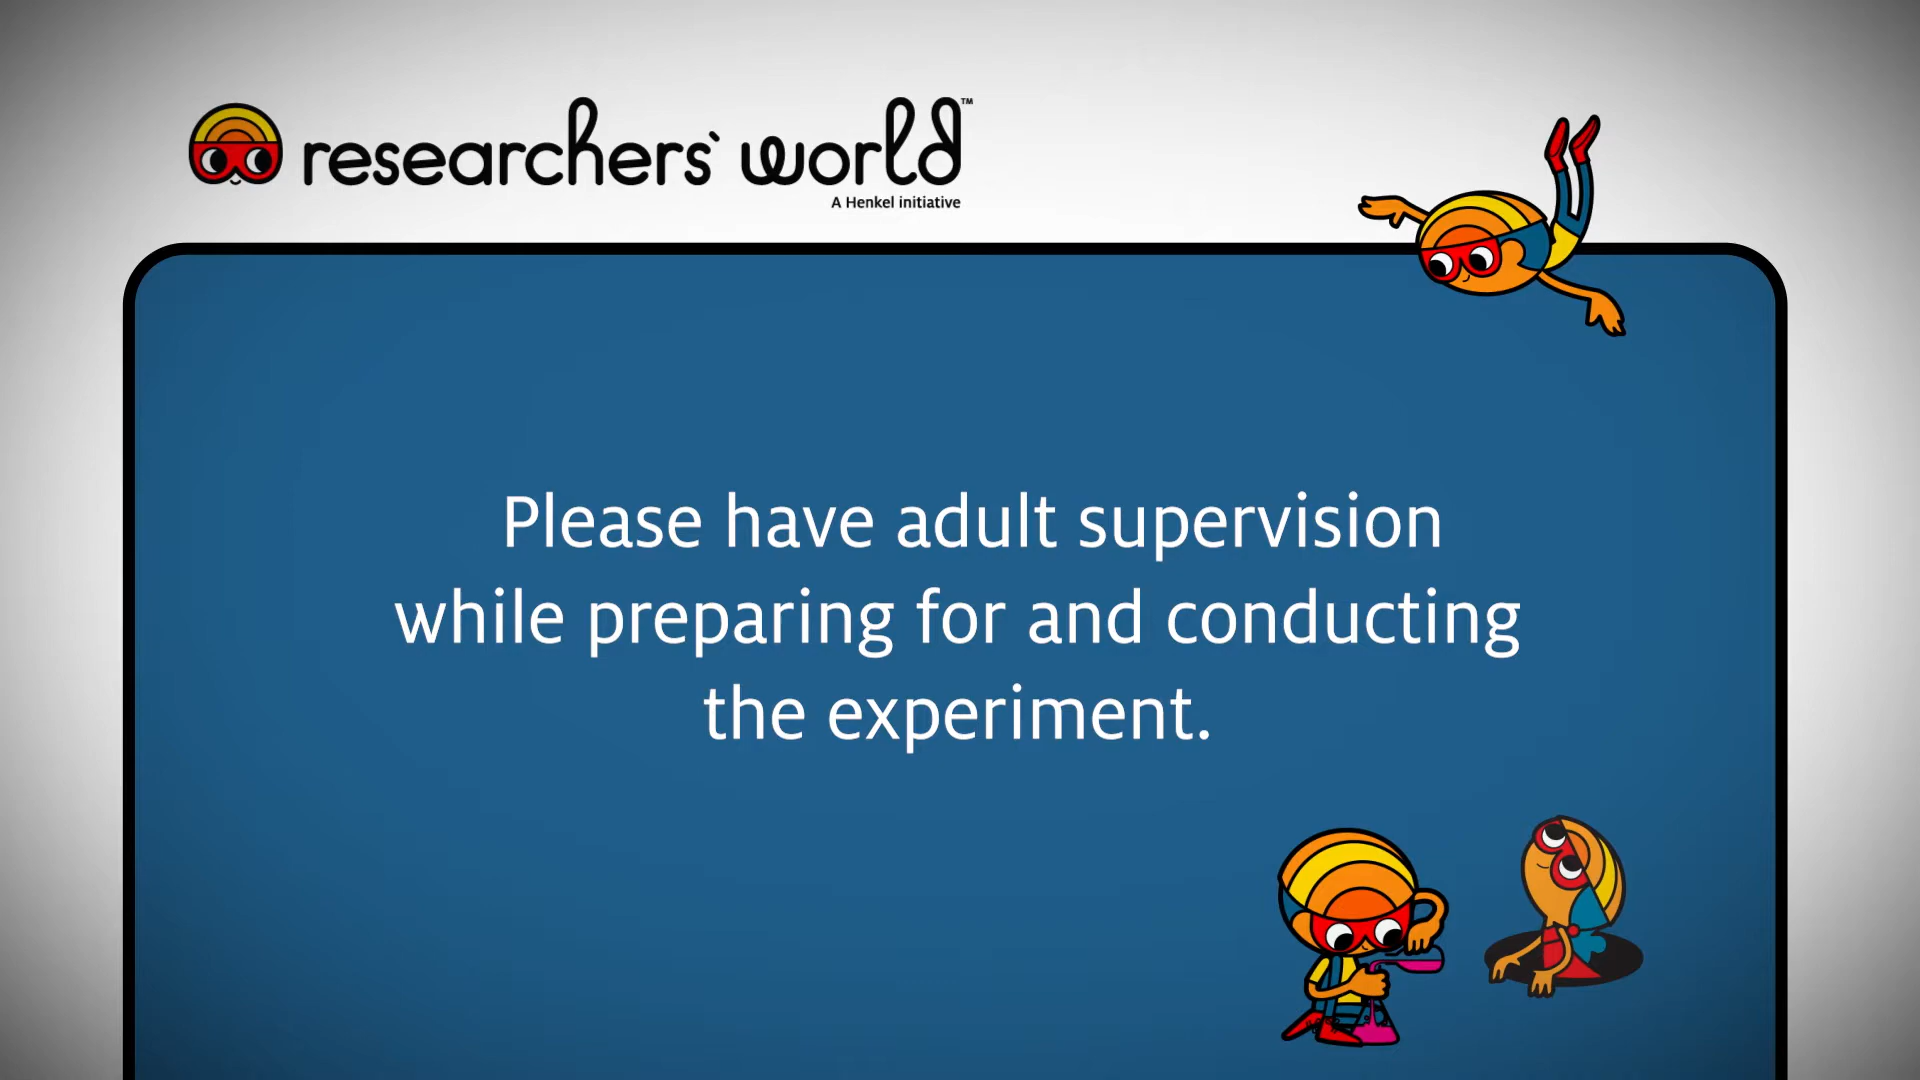 researchers' world™
A Henkel initiative
Please have adult supervision
while preparing for and conducting
the experiment.